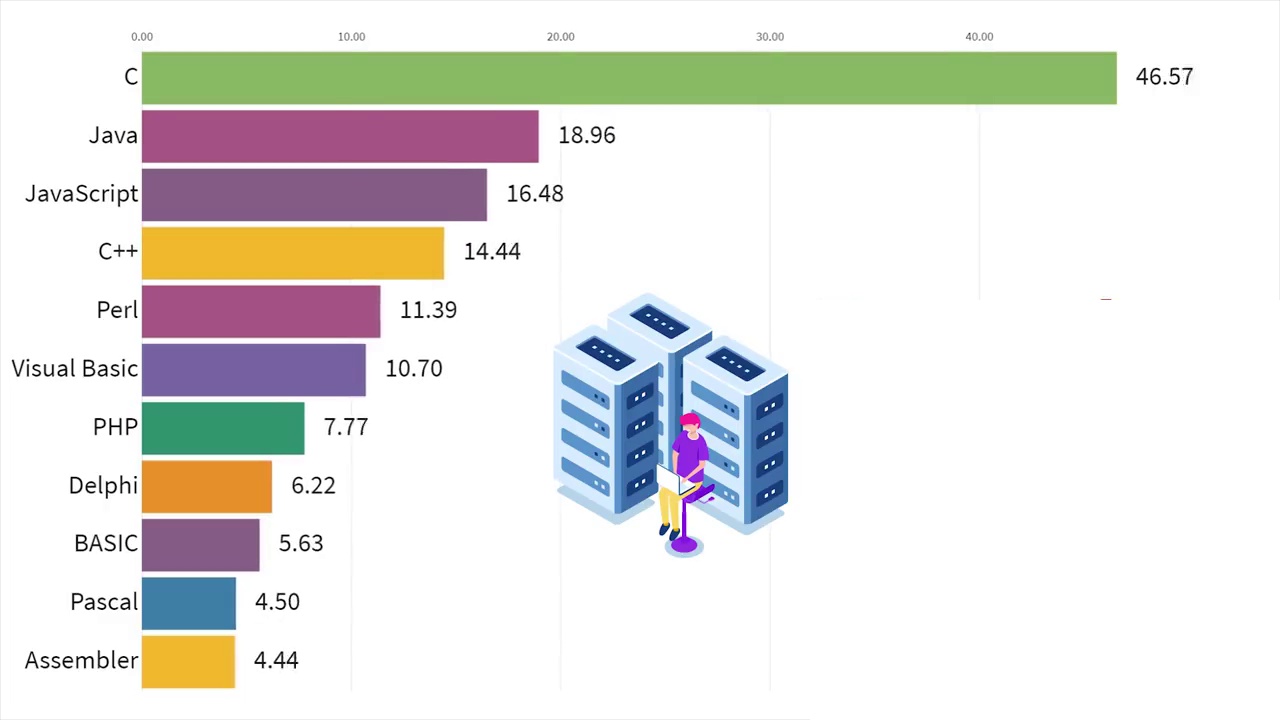 0.00 10.00 20.00 30.00 40.00
C 46.57
Java 18.96
JavaScript 16.48
C++ 14.44
Perl 11.39
Visual Basic 10.70
PHP 7.77
Delphi 6.22
BASIC 5.63
Pascal 4.50
Assembler 4.44